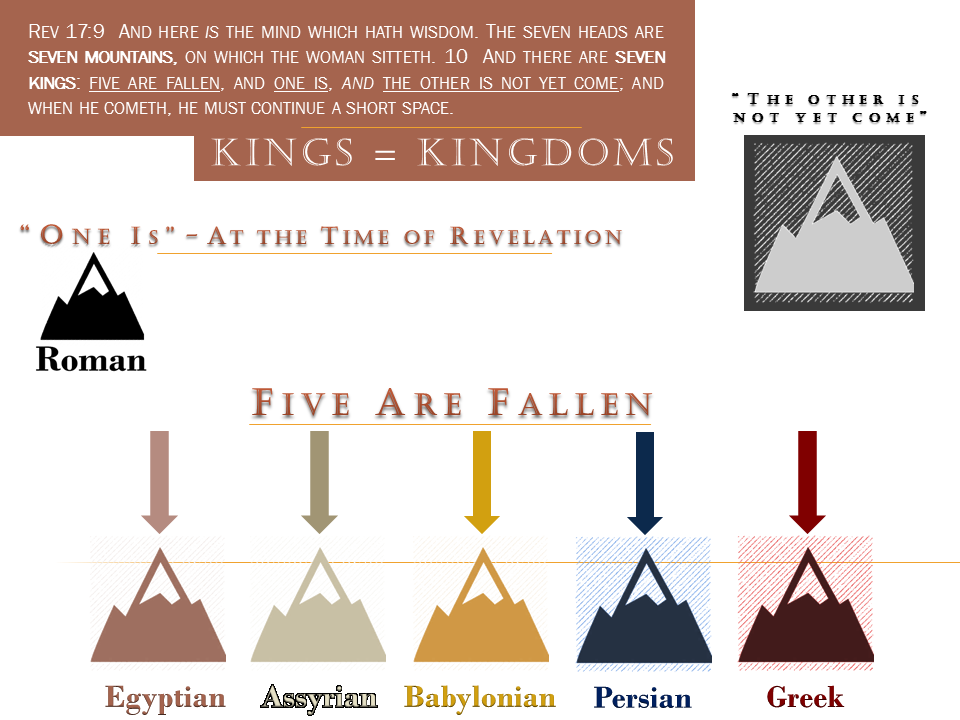 Rev 17:9 And here is the mind which hath wisdom. The seven heads are
seven mountains, on which the woman sitteth. 10 And there are seven
kings: five are fallen, and one is, and the other is not yet come; and
when he cometh, he must continue a short space.
Kings = Kingdoms
“The other is
not yet come”
“One Is” – At the Time of Revelation
Roman
Five Are Fallen
Egyptian
Assyrian
Babylonian
Persian
Greek